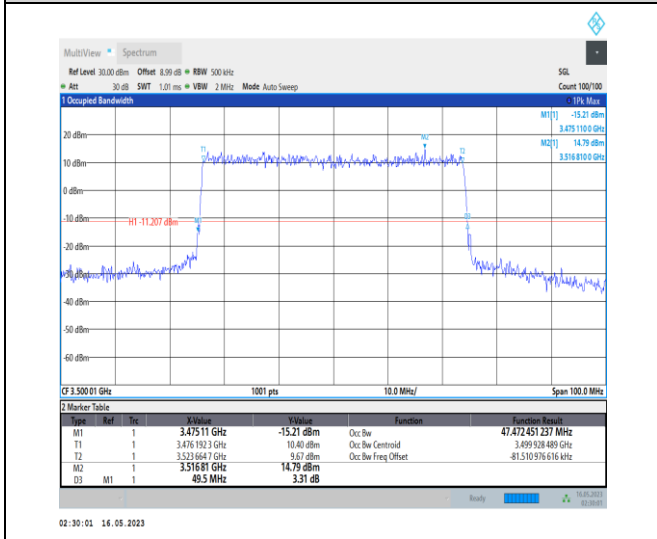 MultiView Spectrum
Ref Level 30.00 dBm Offset 8.99 dB RBW 500 kHz SGL
Att 30 dB SWT 1.01 ms VBW 2 MHz Mode Auto Sweep Count 100/100
1 Occupied Bandwidth 1Pk Max
M1[1] -15.21 dBm
3.475 110 0 GHz
M2[1] 14.79 dBm
3.516 810 0 GHz
20 dBm
M2
T1
T2
10 dBm
0 dBm
-10 dBm
H1 -11.207 dBm
M1
D3
-20 dBm
-30 dBm
-40 dBm
-50 dBm
-60 dBm
CF 3.500 01 GHz 1001 pts 10.0 MHz/ Span 100.0 MHz
2 Marker Table
Type Ref Trc X-Value Y-Value Function Function Result
M1 1 3.475 11 GHz -15.21 dBm Occ Bw 47.472 451 237 MHz
T1 1 3.476 192 3 GHz 10.40 dBm Occ Bw Centroid 3.499 928 489 GHz
T2 1 3.523 664 7 GHz 9.67 dBm Occ Bw Freq Offset -81.510 976 616 kHz
M2 1 3.516 81 GHz 14.79 dBm
D3 M1 1 49.5 MHz 3.31 dB
Ready 16.05.2023
02:30:01
02:30:01 16.05.2023